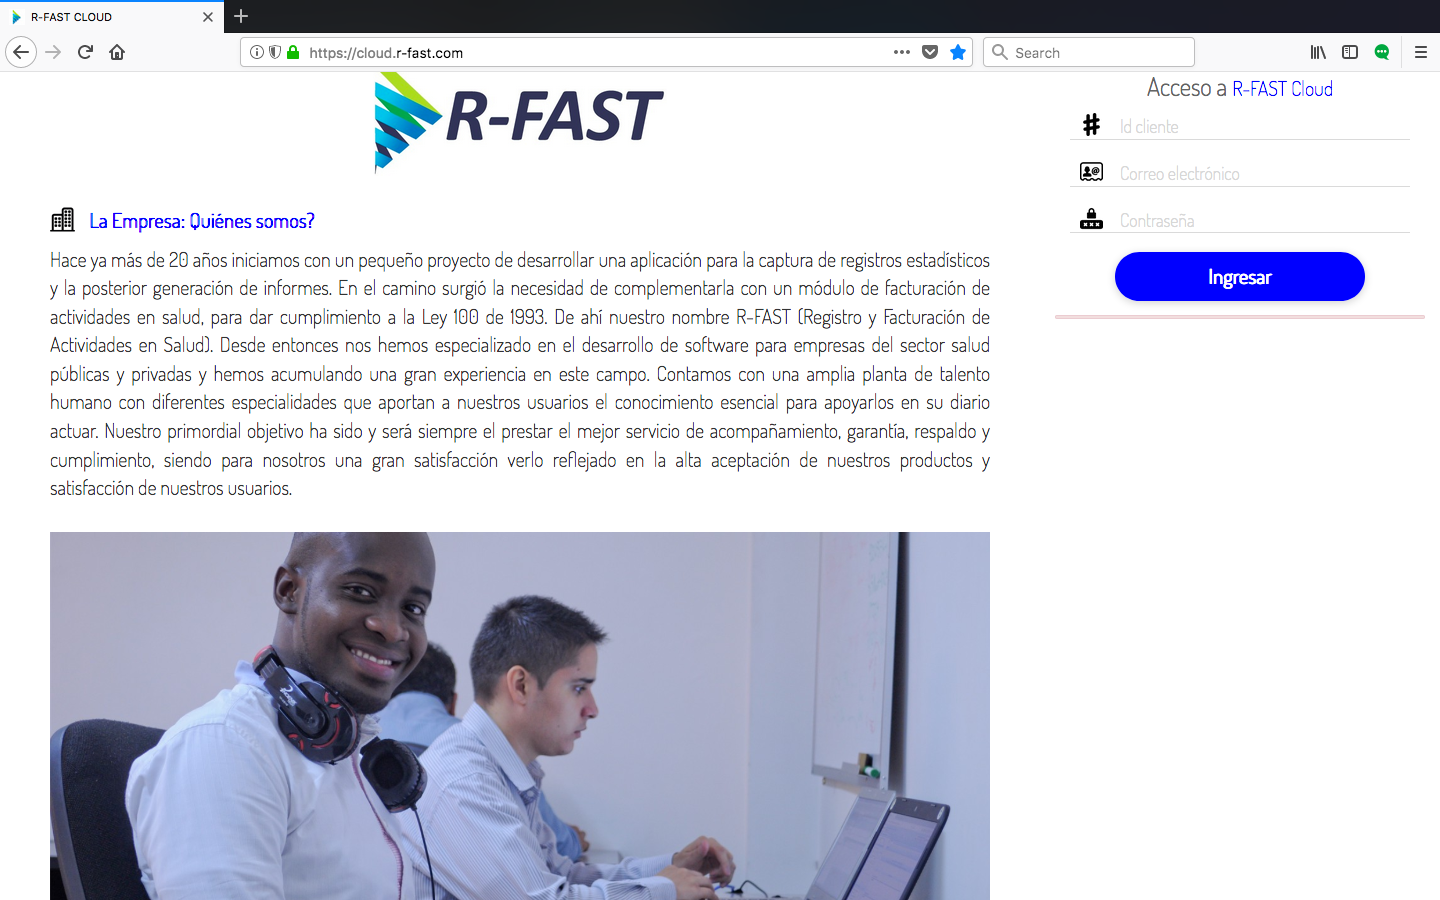 R-FAST CLOUD
https://cloud.r-fast.com
Search
R-FAST
La Empresa: Quiénes somos?
Hace ya más de 20 años iniciamos con un pequeño proyecto de desarrollar una aplicación para la captura de registros estadísticos
y la posterior generación de informes. En el camino surgió la necesidad de complementarla con un módulo de facturación de
actividades en salud, para dar cumplimiento a la Ley 100 de 1993. De ahí nuestro nombre R-FAST (Registro y Facturación de
Actividades en Salud). Desde entonces nos hemos especializado en el desarrollo de software para empresas del sector salud
públicas y privadas y hemos acumulando una gran experiencia en este campo. Contamos con una amplia planta de talento
humano con diferentes especialidades que aportan a nuestros usuarios el conocimiento esencial para apoyarlos en su diario
actuar. Nuestro primordial objetivo ha sido y será siempre el prestar el mejor servicio de acompañamiento, garantía, respaldo y
cumplimiento, siendo para nosotros una gran satisfacción verlo reflejado en la alta aceptación de nuestros productos y
satisfacción de nuestros usuarios.
Acceso a R-FAST Cloud
Id cliente
Correo electrónico
Contraseña
Ingresar